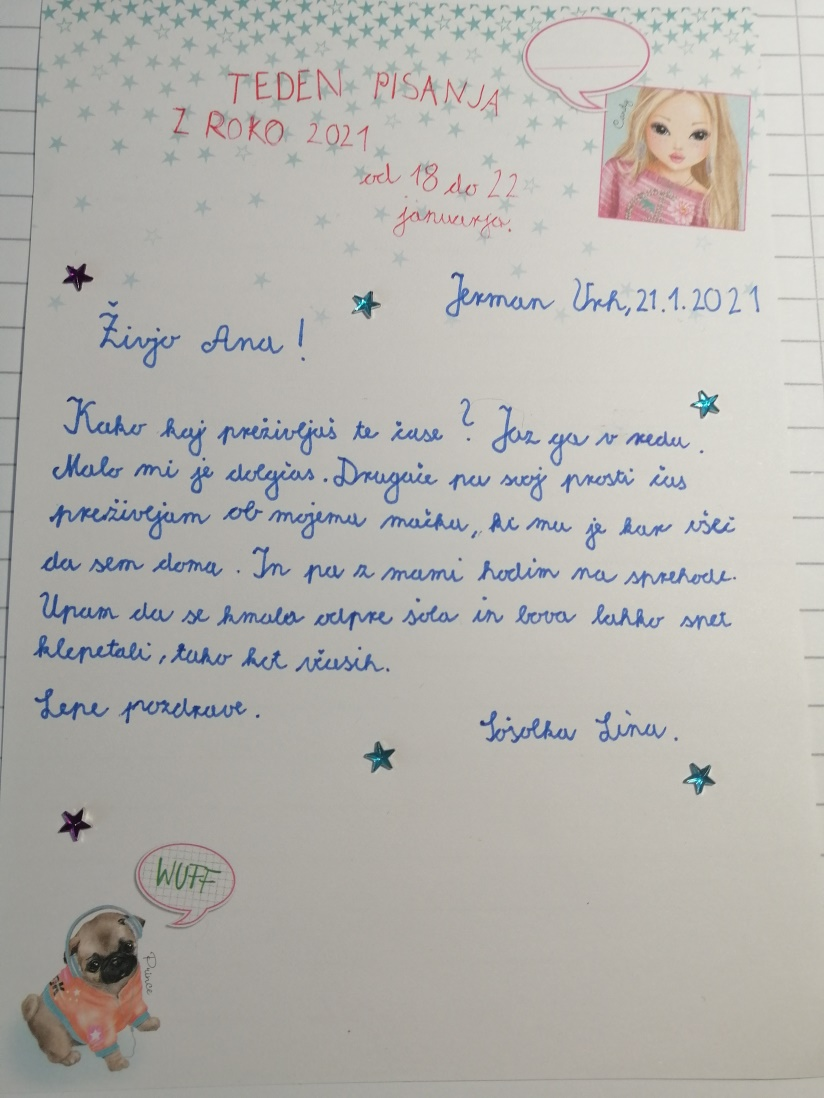 TEDEN PISANJA
Z ROKO 2021
od 18 do 22
januarja.
Candy
Jerman Vrh, 21.1.2021
Živjo Ana!
Kako kaj preživljaš te čase? Jaz ga v redu.
Malo mi je dolgčas. Drugače pa svoj prosti čas
preživljam ob mojemu mačku, ki mu je kar všeč
da sem doma. In pa z mami hodim na sprehode.
Upam da se kmalu odpre šola in bova lahko spet
klepetali, tako kot včasih.
Lepe pozdrave.
Sošolka Lina.
WUFF
Prince